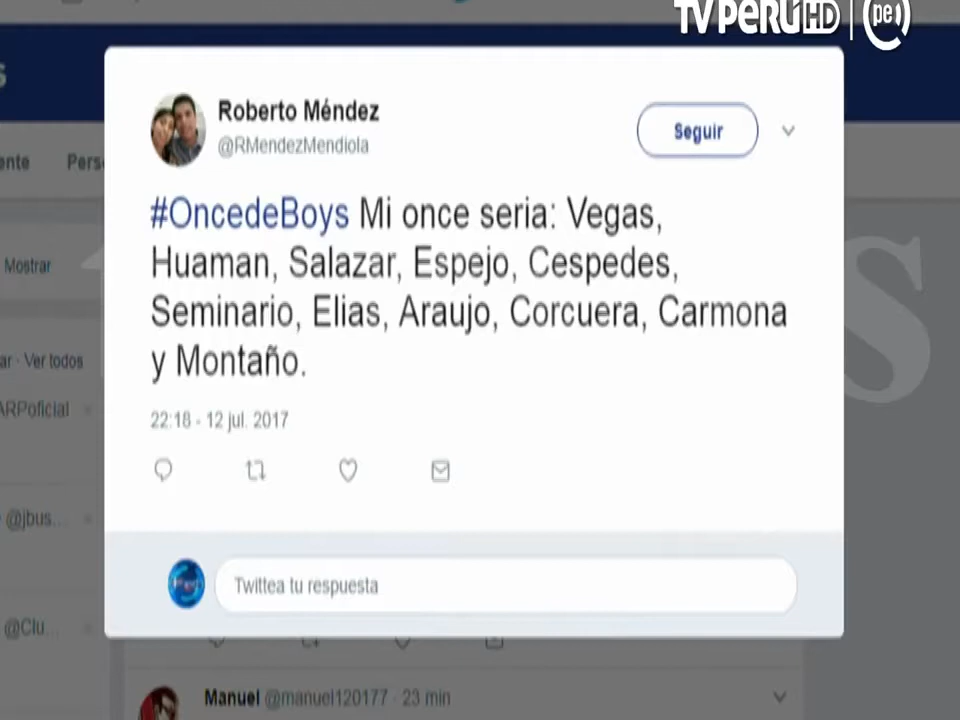 TVPERÚHD | pe
S
Roberto Méndez
@RMendezMendiola
Seguir
ente Pers
#OncedeBoys Mi once seria: Vegas,
Huaman, Salazar, Espejo, Cespedes,
Seminario, Elias, Araujo, Corcuera, Carmona
y Montaño.
22:18 - 12 jul. 2017
Mostrar
ar · Ver todos
ARPoficial
@jbus...
@Clu...
Twittea tu respuesta
Manuel @manuel120177 · 23 min